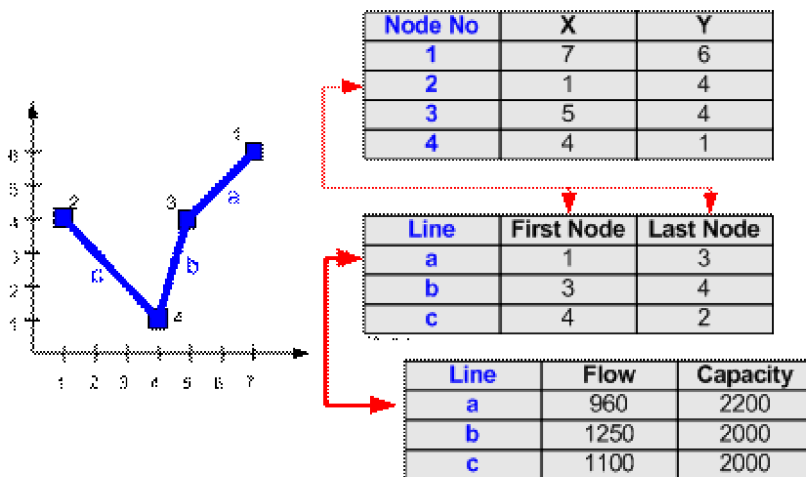 Node No X Y
1 7 6
2 1 4
3 5 4
4 4 1
Line First Node Last Node
a 1 3
b 3 4
c 4 2
Line Flow Capacity
a 960 2200
b 1250 2000
c 1100 2000
1
6
5
4
3
2
1
2
3
a
b
c
4
1 2 3 4 5 6 7